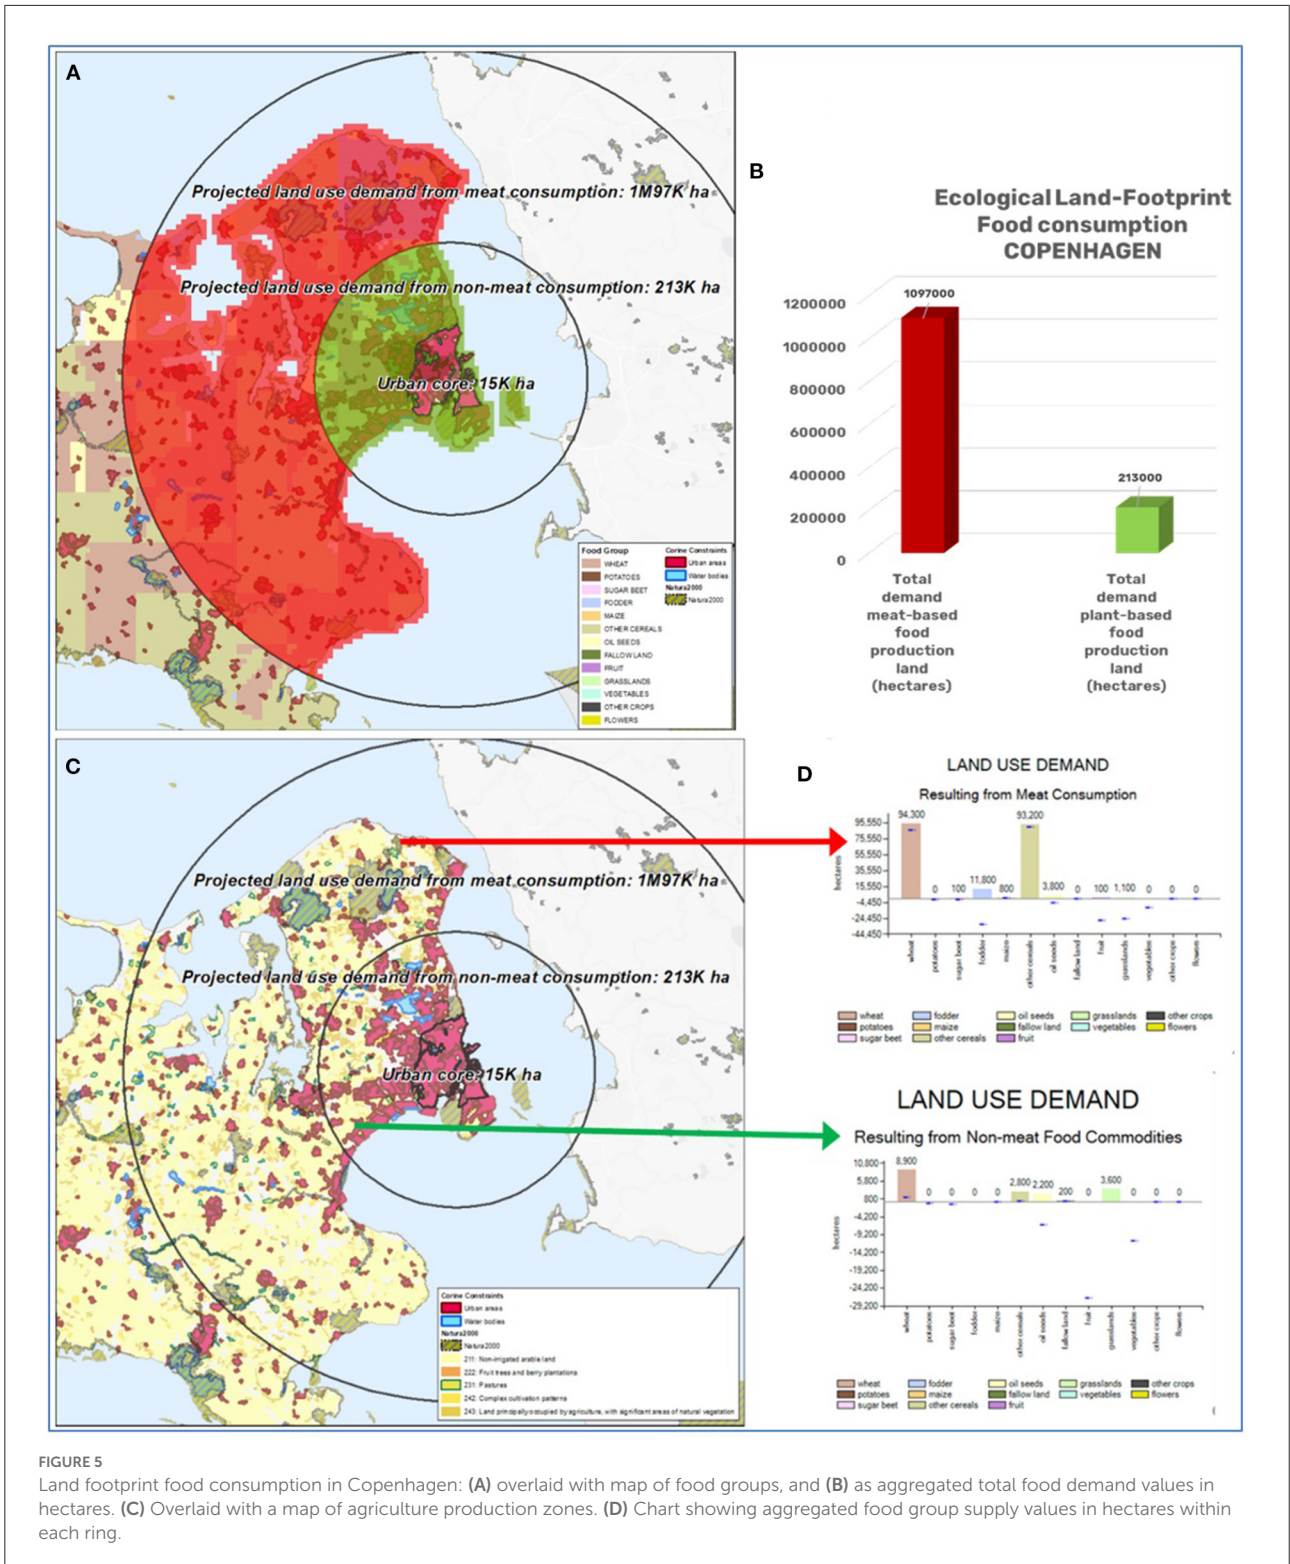 A
Projected land use demand from meat consumption: 1M97K ha
Projected land use demand from non-meat consumption: 213K ha
Urban core: 15K ha
Food Group
WHEAT
POTATOES
SUGAR BEET
FODDER
MAIZE
OTHER CEREALS
OIL SEEDS
FALLOW LAND
FRUIT
GRASSLANDS
VEGETABLES
OTHER CROPS
FLOWERS
Corine Constraints
Urban areas
Water bodies
Natura2000
Natura2000
B
Ecological Land-Footprint
Food consumption
COPENHAGEN
1200000
1000000
800000
600000
400000
200000
0
1097000
213000
Total
demand
meat-based
food
production
land
(hectares)
Total
demand
plant-based
food
production
land
(hectares)
C
Projected land use demand from meat consumption: 1M97K ha
Projected land use demand from non-meat consumption: 213K ha
Urban core: 15K ha
Corine Constraints
Urban areas
Water bodies
Natura2000
Natura2000
211: Non-irrigated arable land
222: Fruit trees and berry plantations
231: Pastures
242: Complex cultivation patterns
243: Land principally occupied by agriculture, with significant areas of natural vegetation
D
LAND USE DEMAND
Resulting from Meat Consumption
hectares
95,550
75,550
55,550
35,550
15,550
-4,450
-24,450
-44,450
94,300 0 100 11,800 800 93,200 3,800 0 100 1,100 0 0 0
wheat potatoes sugar beet fodder maize other cereals oil seeds fallow land fruit grasslands vegetables other crops flowers
wheat fodder oil seeds grasslands other crops
potatoes maize fallow land vegetables flowers
sugar beet other cereals fruit
LAND USE DEMAND
Resulting from Non-meat Food Commodities
hectares
10,800
5,800
800
-4,200
-9,200
-14,200
-19,200
-24,200
-29,200
8,900 0 0 0 0 2,800 2,200 200 0 3,600 0 0 0
wheat potatoes sugar beet fodder maize other cereals oil seeds fallow land fruit grasslands vegetables other crops flowers
wheat fodder oil seeds grasslands other crops
potatoes maize fallow land vegetables flowers
sugar beet other cereals fruit
FIGURE 5
Land footprint food consumption in Copenhagen: (A) overlaid with map of food groups, and (B) as aggregated total food demand values in
hectares. (C) Overlaid with a map of agriculture production zones. (D) Chart showing aggregated food group supply values in hectares within
each ring.